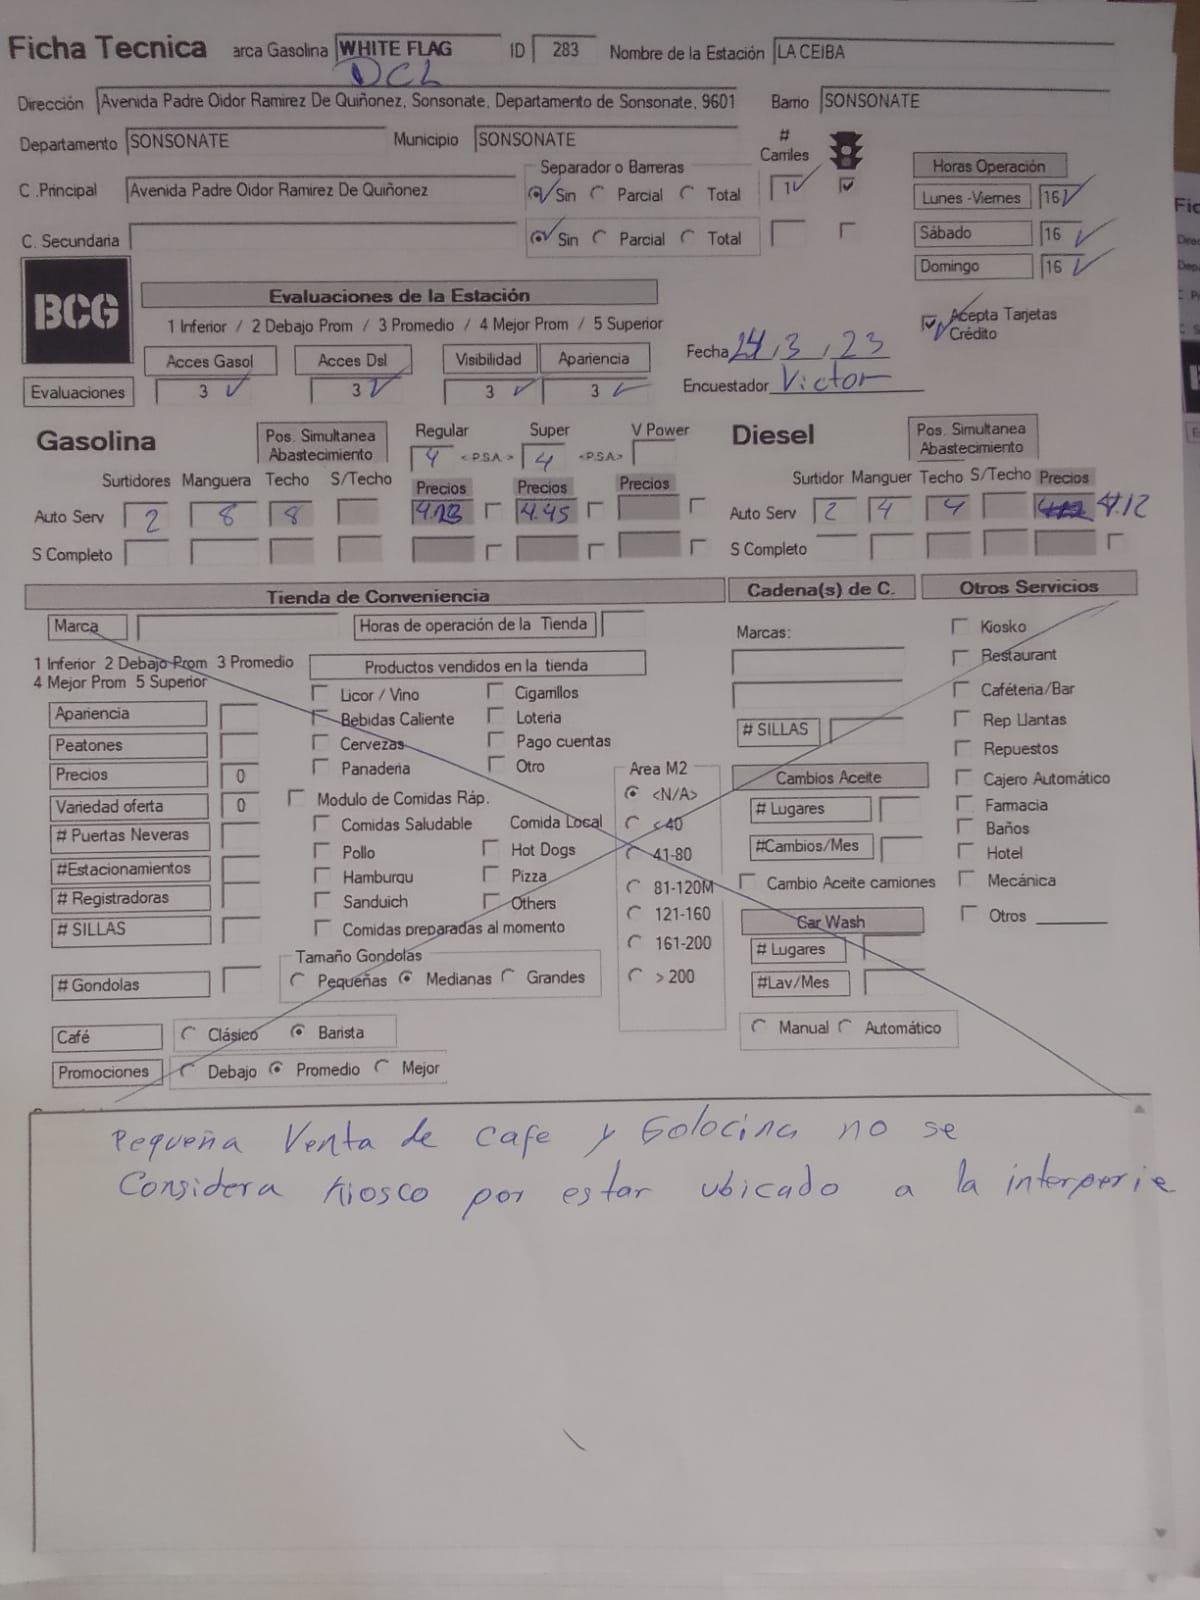 Ficha Tecnica arca Gasolina WHITE FLAG ID 283 Nombre de la Estación LA CEIBA
DCL
Dirección Avenida Padre Oidor Ramirez De Quiñonez, Sonsonate, Departamento de Sonsonate, 9601 Barrio SONSONATE
Departamento SONSONATE Municipio SONSONATE # Carriles
Separador o Barreras Horas Operación
C .Principal Avenida Padre Oidor Ramirez De Quiñonez Sin Parcial Total 1 Lunes -Viernes 16
C. Secundaria Sin Parcial Total Sábado 16
Domingo 16
BCG
Evaluaciones de la Estación
1 Inferior / 2 Debajo Prom / 3 Promedio / 4 Mejor Prom / 5 Superior
Acepta Tarjetas Crédito
Acces Gasol Acces Dsl Visibilidad Apariencia Fecha 24,3,23
Evaluaciones 3 3 3 3 Encuestador Victor
Gasolina Pos. Simultanea Abastecimiento Regular Super V Power Diesel Pos. Simultanea Abastecimiento
4 <P.S.A.> 4 <P.S.A>
Surtidores Manguera Techo S/Techo Precios Precios Precios Surtidor Manguer Techo S/Techo Precios
Auto Serv 2 8 8 4.45 Auto Serv 2 4 4 4.12
S Completo S Completo
Tienda de Conveniencia Cadena(s) de C. Otros Servicios
Marca Horas de operación de la Tienda Marcas: Kiosko
1 Inferior 2 Debajo Prom 3 Promedio Productos vendidos en la tienda Restaurant
4 Mejor Prom 5 Superior
Licor / Vino Cigarrllos Caféteria/Bar
Apariencia Bebidas Caliente Loteria # SILLAS Rep Llantas
Peatones Cervezas Pago cuentas Repuestos
Precios 0 Panaderia Otro Area M2 Cambios Aceite Cajero Automático
Variedad oferta 0 Modulo de Comidas Ráp. <N/A> # Lugares Farmacia
# Puertas Neveras Comidas Saludable Comida Local <40 Baños
#Estacionamientos Pollo Hot Dogs 41-80 #Cambios/Mes Hotel
# Registradoras Hamburqu Pizza 81-120M Cambio Aceite camiones Mecánica
# SILLAS Sanduich Others 121-160 Car Wash Otros
Comidas preparadas al momento 161-200 # Lugares
Tamaño Gondolas
# Gondolas Pequeñas Medianas Grandes > 200 #Lav/Mes
Café Clásico Barista Manual Automático
Promociones Debajo Promedio Mejor
Pequeña Venta de cafe y Golocina no se
Considera Kiosco por estar ubicado a la interperie